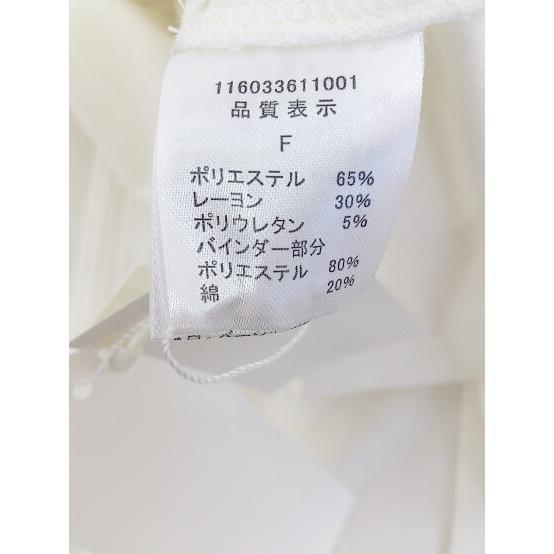 116033611001
品質表示
F
ポリエステル 65%
レーヨン 30%
ポリウレタン 5%
バインダー部分
ポリエステル 80%
綿 20%